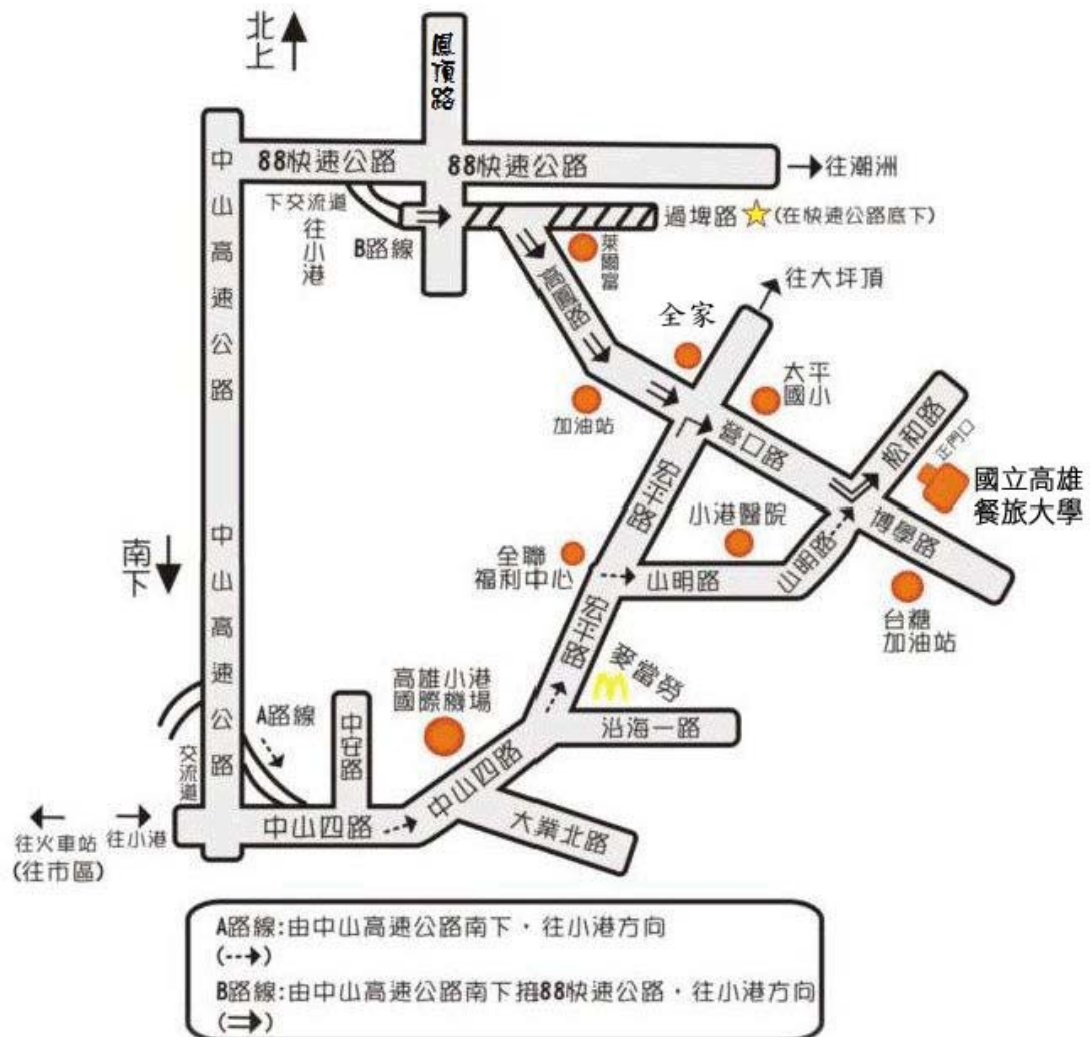 北上
鳳頂路
88快速公路
88快速公路
往潮洲
中山高速公路
下交流道
往小港
B路線
過埤路
(在快速公路底下)
萊爾富
高鳳路
往大坪頂
全家
太平
國小
加油站
營口路
松和路
正門口
國立高雄
餐旅大學
宏平路
小港醫院
博學路
南下
中山高速公路
全聯
福利中心
山明路
山明路
台糖
加油站
宏平路
麥當勞
高雄小港
國際機場
A路線
中安路
沿海一路
交流道
中山四路
往火車站
(往市區)
往小港
中山四路
大業北路
A路線:由中山高速公路南下,往小港方向
(⇢)
B路線:由中山高速公路南下接88快速公路,往小港方向
(⇒)